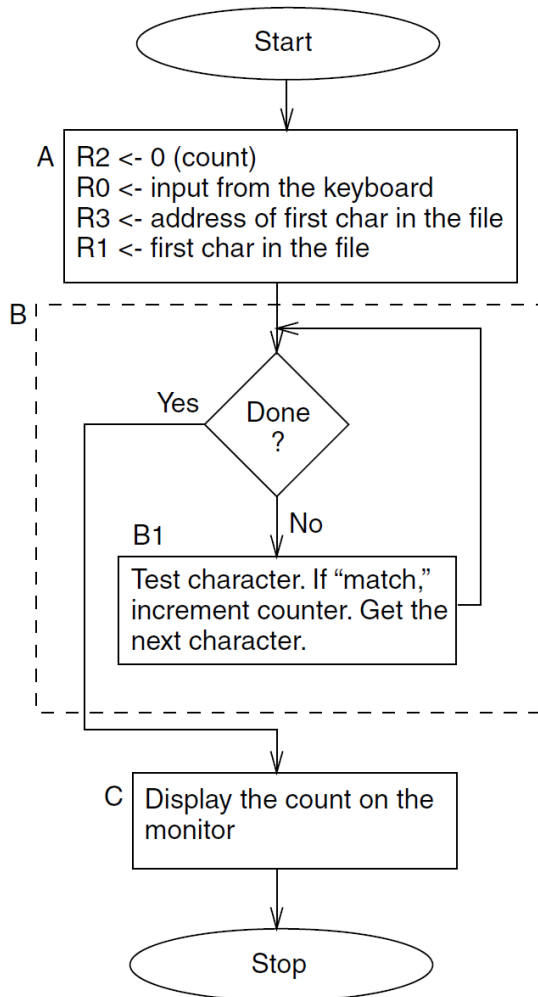 Start
A
R2 <- 0 (count)
R0 <- input from the keyboard
R3 <- address of first char in the file
R1 <- first char in the file
B
Yes
Done
?
No
B1
Test character. If “match,”
increment counter. Get the
next character.
C
Display the count on the
monitor
Stop